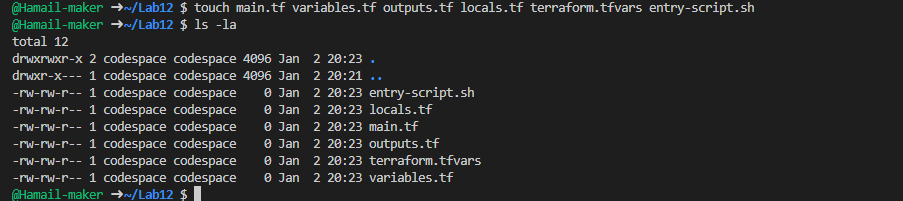 @Hamail-maker ➜~/Lab12 $ touch main.tf variables.tf outputs.tf locals.tf terraform.tfvars entry-script.sh
@Hamail-maker ➜~/Lab12 $ ls -la
total 12
drwxrwxr-x 2 codespace codespace 4096 Jan  2 20:23 .
drwxr-x--- 1 codespace codespace 4096 Jan  2 20:21 ..
-rw-rw-r-- 1 codespace codespace    0 Jan  2 20:23 entry-script.sh
-rw-rw-r-- 1 codespace codespace    0 Jan  2 20:23 locals.tf
-rw-rw-r-- 1 codespace codespace    0 Jan  2 20:23 main.tf
-rw-rw-r-- 1 codespace codespace    0 Jan  2 20:23 outputs.tf
-rw-rw-r-- 1 codespace codespace    0 Jan  2 20:23 terraform.tfvars
-rw-rw-r-- 1 codespace codespace    0 Jan  2 20:23 variables.tf
@Hamail-maker ➜~/Lab12 $